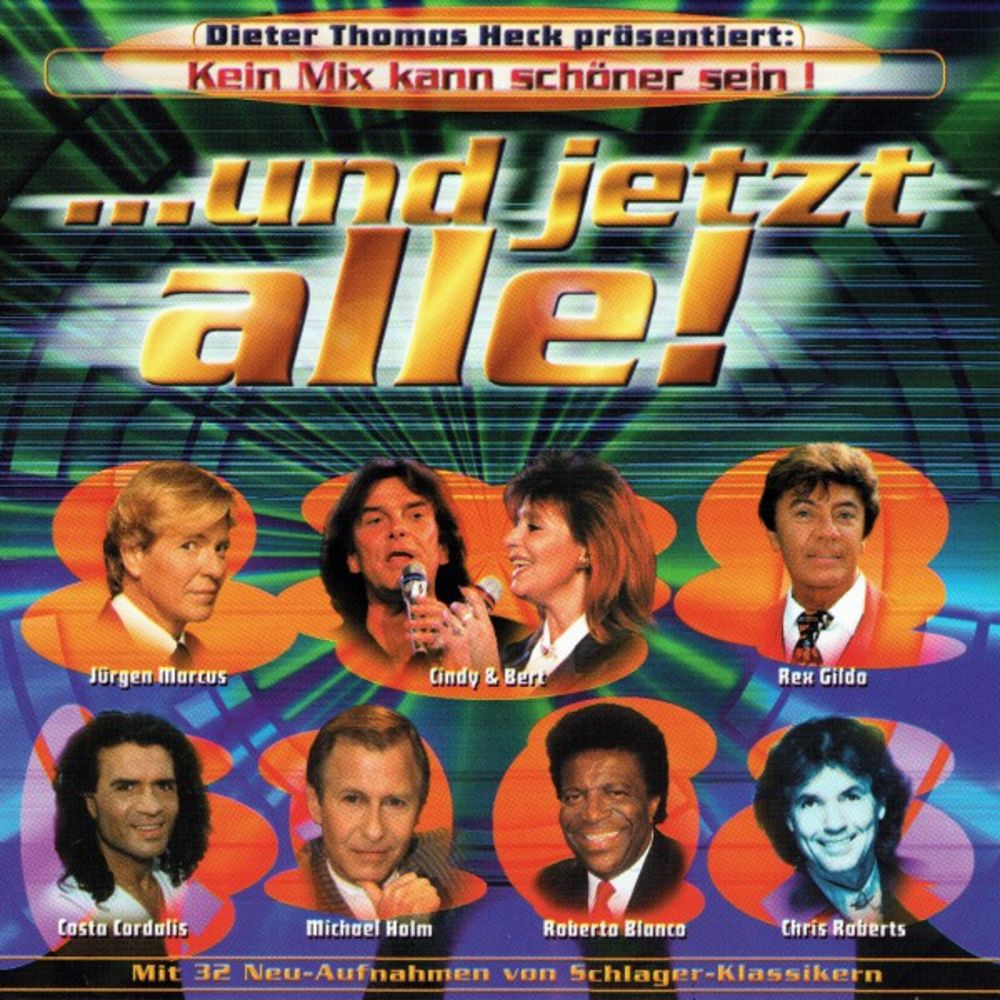 Dieter Thomas Heck präsentiert:
Kein Mix kann schöner sein !
...und jetzt
alle!
Jürgen Marcus
Cindy & Bert
Rex Gildo
Costa Cordalis
Michael Holm
Roberto Blanco
Chris Roberts
Mit 32 Neu-Aufnahmen von Schlager-Klassikern